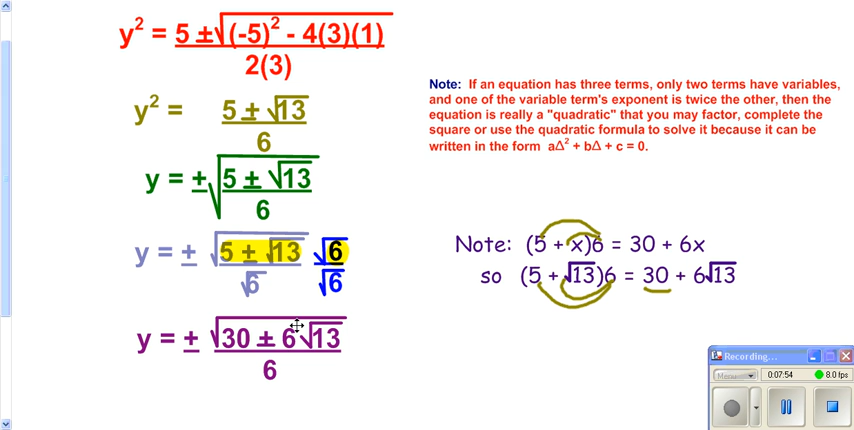 y² = 5 ±√(-5)² - 4(3)(1)
2(3)
y² = 5 ± √13
6
y = ±√5 ± √13
6
y = ± √5 ± √13 √6
√6 √6
y = ± √30 ± 6√13
6
Note: If an equation has three terms, only two terms have variables,
and one of the variable term's exponent is twice the other, then the
equation is really a "quadratic" that you may factor, complete the
square or use the quadratic formula to solve it because it can be
written in the form aΔ² + bΔ + c = 0.
Note: (5 + x)6 = 30 + 6x
so (5 + √13)6 = 30 + 6√13
Recording...
Menu
0:07:54 8.0 fps